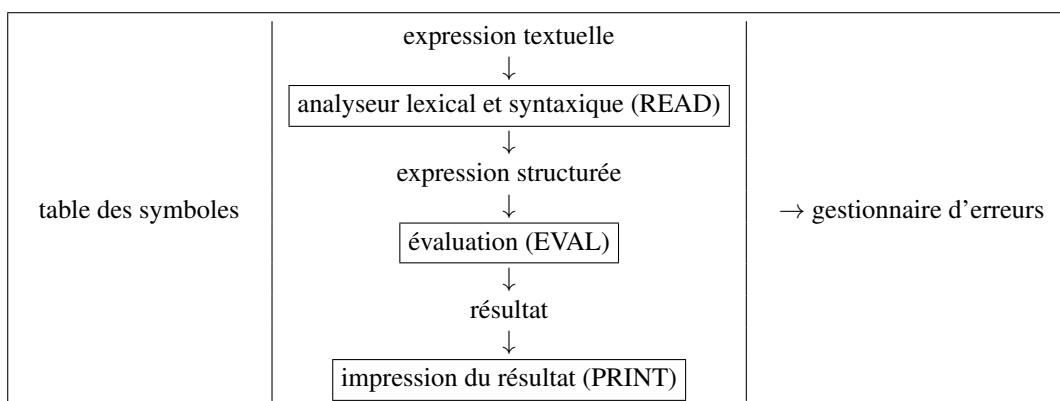 expression textuelle
↓
analyseur lexical et syntaxique (READ)
↓
expression structurée
↓
table des symboles
→ gestionnaire d'erreurs
évaluation (EVAL)
↓
résultat
↓
impression du résultat (PRINT)